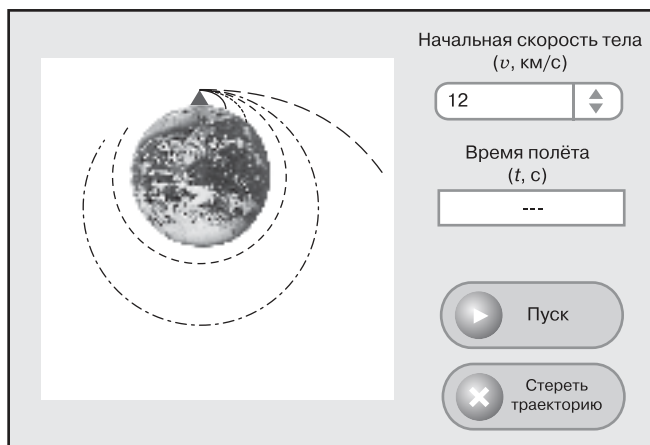 Начальная скорость тела
(v, км/с)
12
Время полёта
(t, с)
---
Пуск
Стереть
траекторию